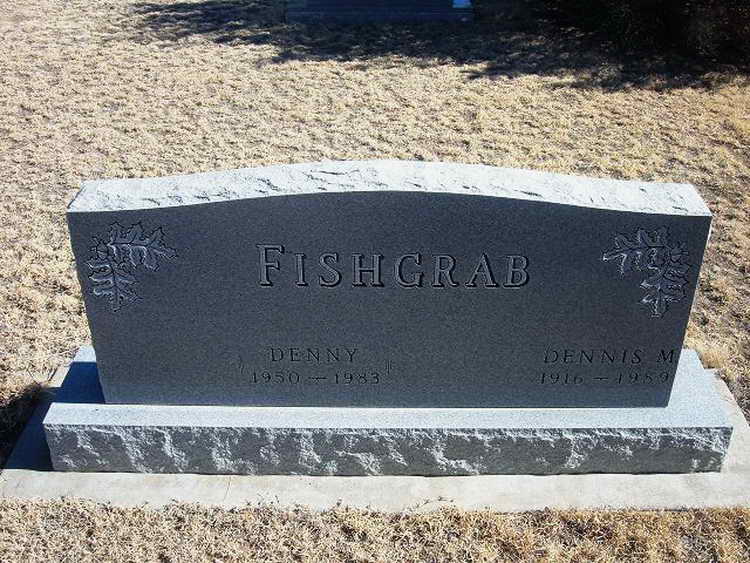 FISHGRAB
DENNY
1950 – 1983
DENNIS M
1916 – 1989